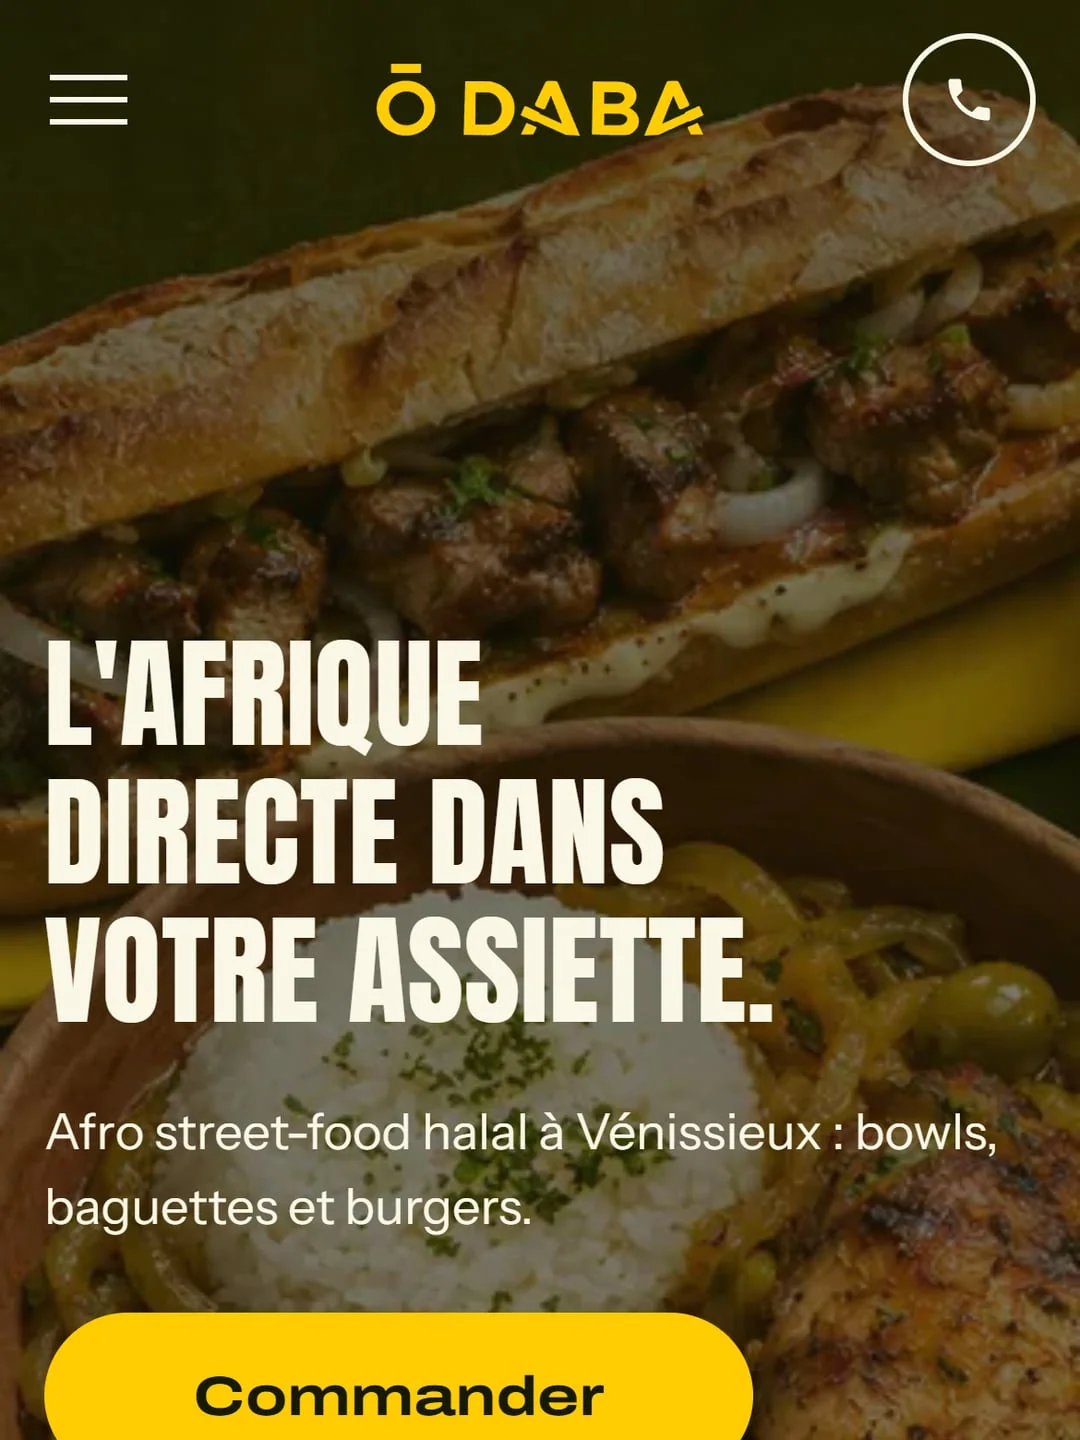 Ō DABA
L'AFRIQUE
DIRECTE DANS
VOTRE ASSIETTE.
Afro street-food halal à Vénissieux : bowls,
baguettes et burgers.
Commander